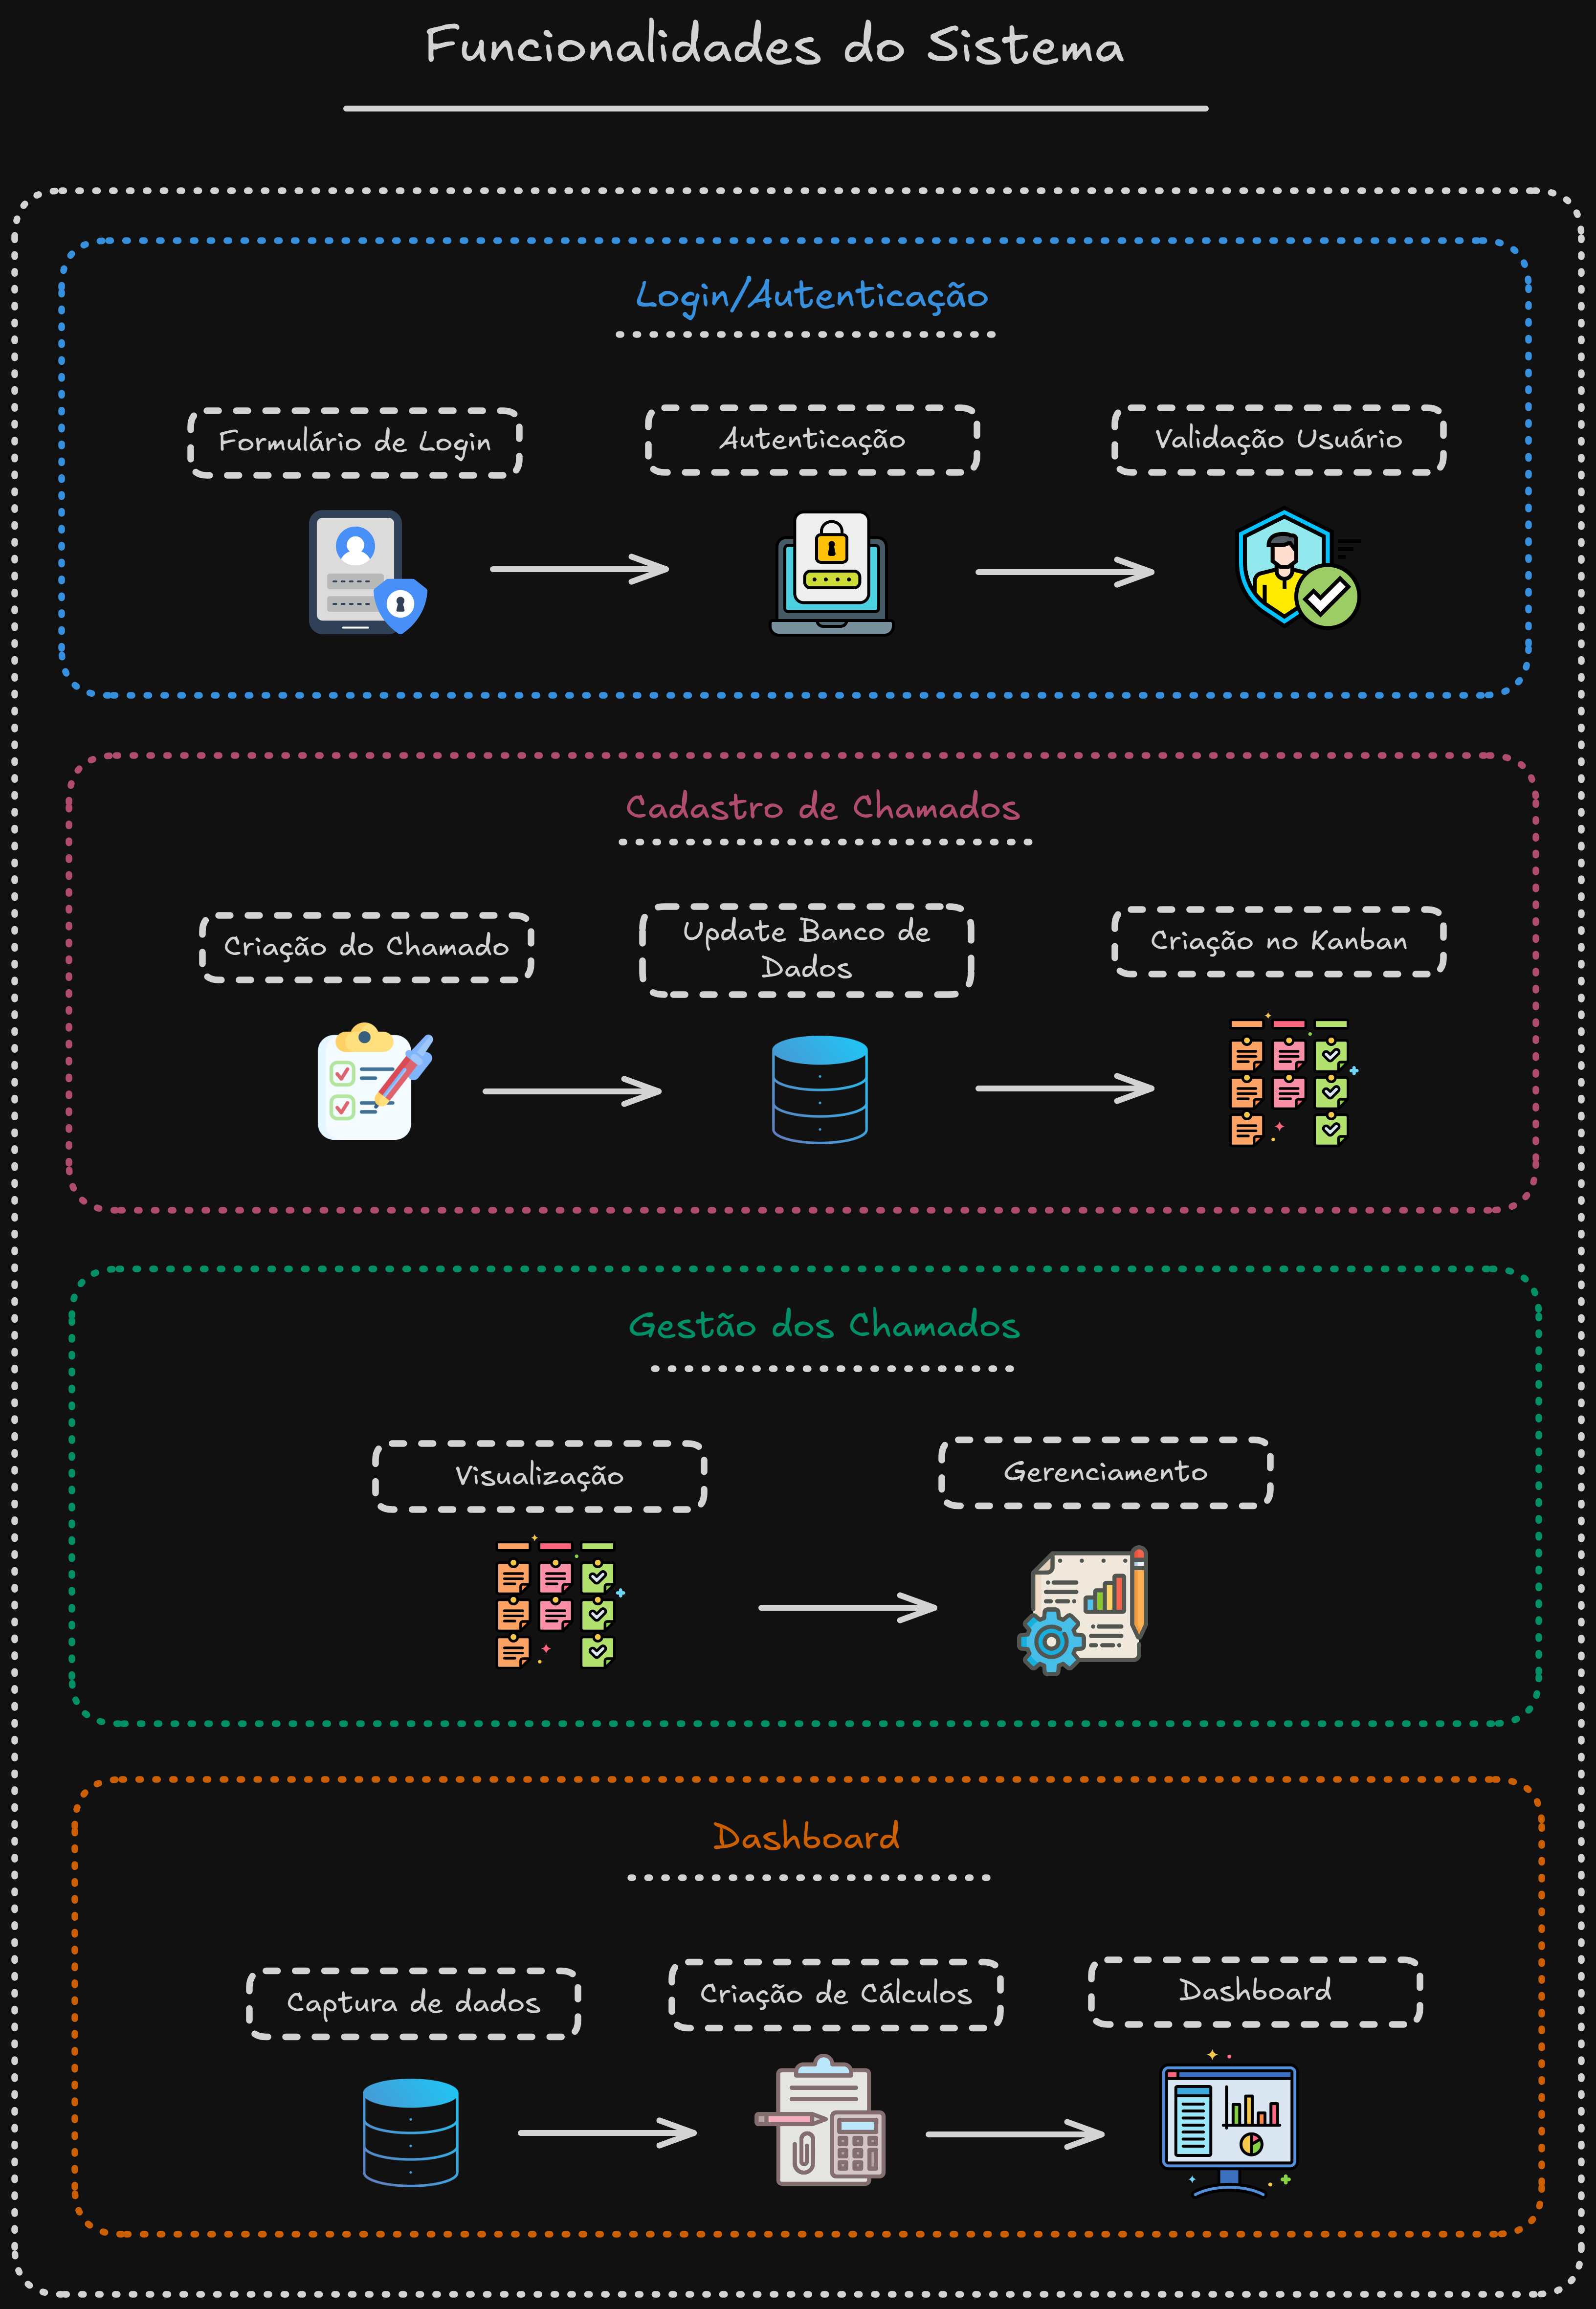 Funcionalidades do Sistema
Login/Autenticação
Formulário de Login
Autenticação
Validação Usuário
Cadastro de Chamados
Criação do Chamado
Update Banco de
Dados
Criação no Kanban
Gestão dos Chamados
Visualização
Gerenciamento
Dashboard
Captura de dados
Criação de Cálculos
Dashboard